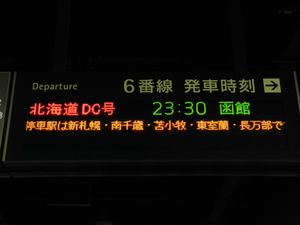 Departure 6番線 発車時刻 →
北海道DC号 23:30 函館
停車駅は新札幌・南千歳・苫小牧・東室蘭・長万部で